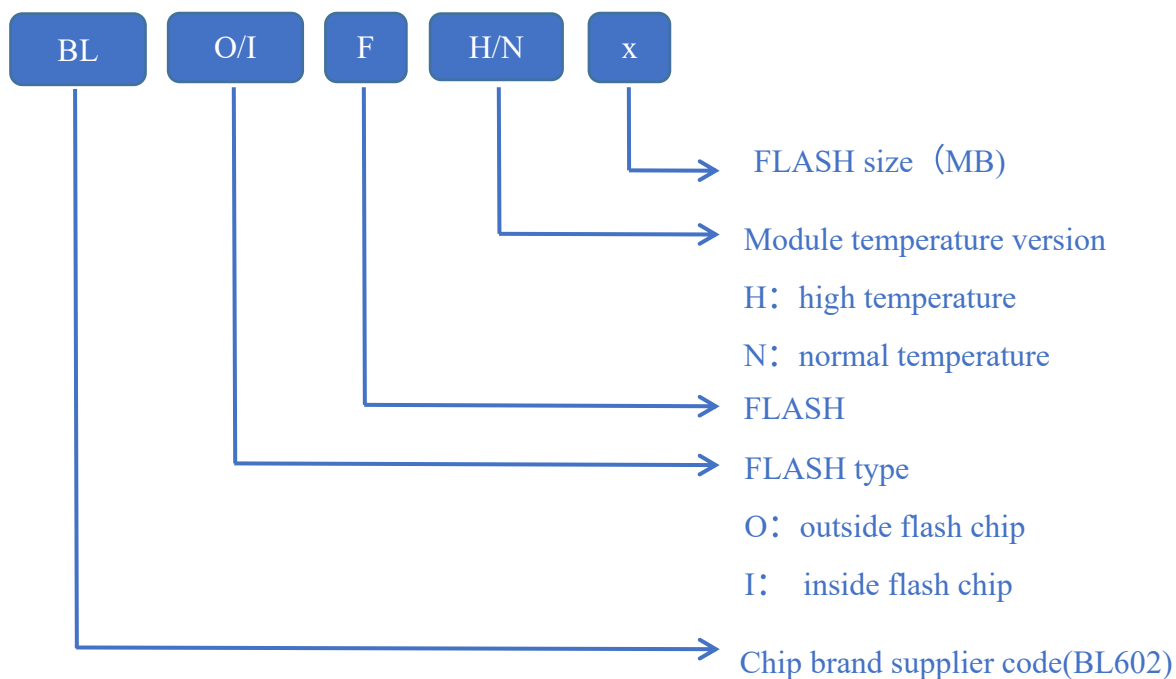 BL O/I F H/N x
FLASH size（MB)
Module temperature version
H：high temperature
N：normal temperature
FLASH
FLASH type
O：outside flash chip
I： inside flash chip
Chip brand supplier code(BL602)